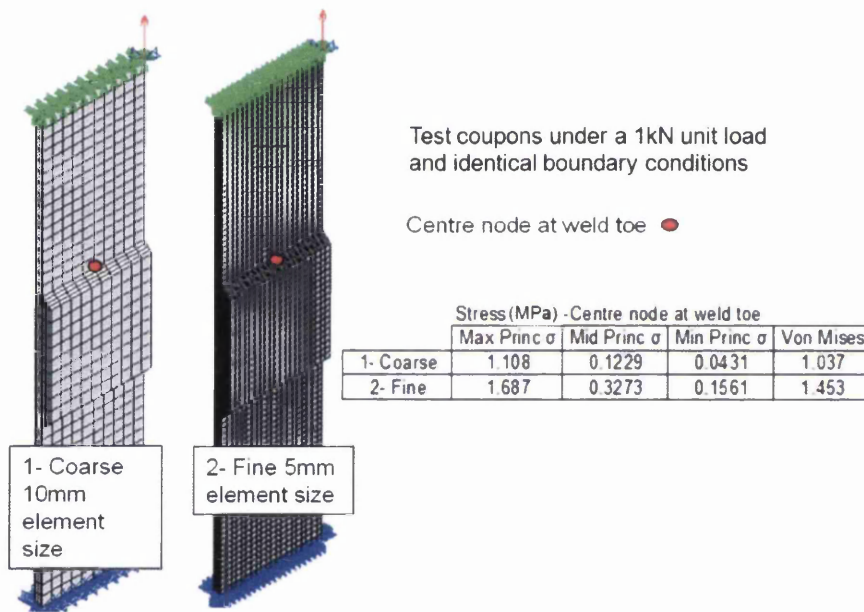 Test coupons under a 1kN unit load
and identical boundary conditions
Centre node at weld toe
Stress(MPa) -Centre node at weld toe
Max Princ σ Mid Princ σ Min Princ σ Von Mises
1- Coarse 1.108 0.1229 0.0431 1.037
2- Fine 1.687 0.3273 0.1561 1.453
1- Coarse
10mm
element
size
2- Fine 5mm
element size